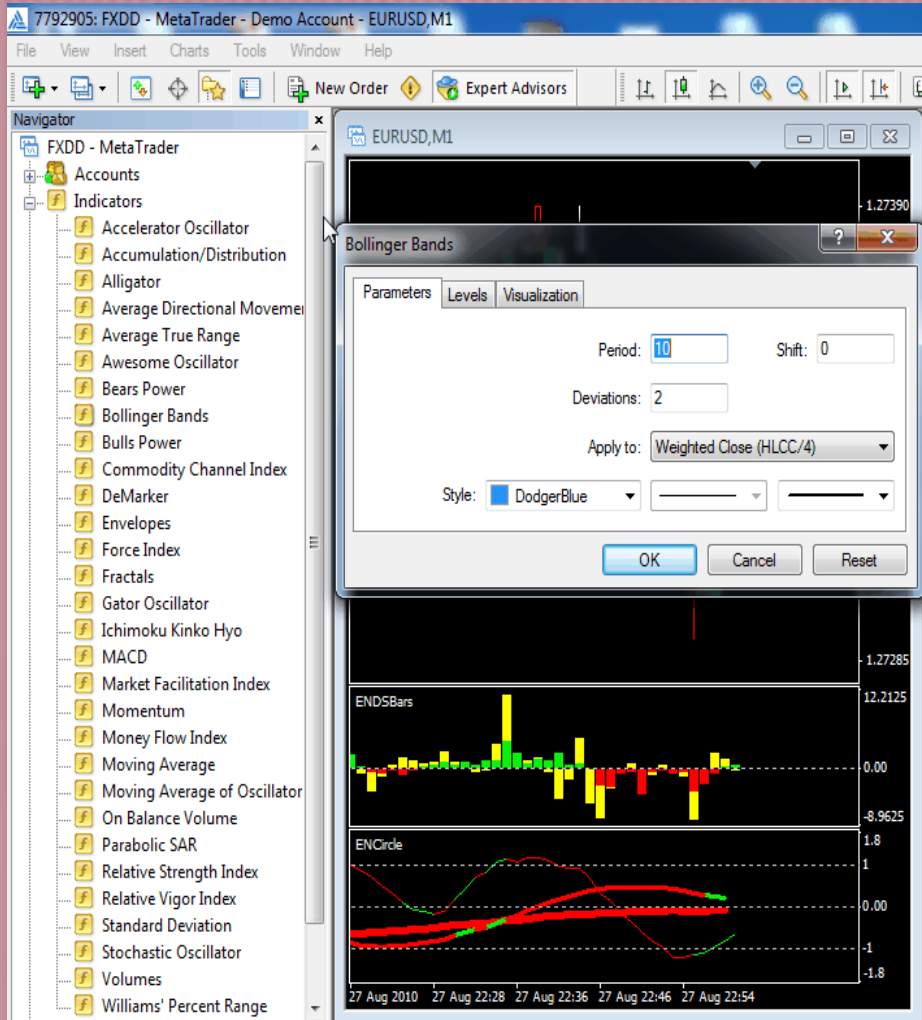 7792905: FXDD - MetaTrader - Demo Account - EURUSD,M1
File View Insert Charts Tools Window Help
New Order Expert Advisors
Navigator
FXDD - MetaTrader
Accounts
Indicators
Accelerator Oscillator
Accumulation/Distribution
Alligator
Average Directional Movemer
Average True Range
Awesome Oscillator
Bears Power
Bollinger Bands
Bulls Power
Commodity Channel Index
DeMarker
Envelopes
Force Index
Fractals
Gator Oscillator
Ichimoku Kinko Hyo
MACD
Market Facilitation Index
Momentum
Money Flow Index
Moving Average
Moving Average of Oscillator
On Balance Volume
Parabolic SAR
Relative Strength Index
Relative Vigor Index
Standard Deviation
Stochastic Oscillator
Volumes
Williams' Percent Range
EURUSD,M1
1.27390
Bollinger Bands
Parameters Levels Visualization
Period: 10 Shift: 0
Deviations: 2
Apply to: Weighted Close (HLCC/4)
Style: DodgerBlue
OK Cancel Reset
1.27285
ENDSBars
12.2125
0.00
-8.9625
ENCircle
1.8
1
0.00
-1
-1.8
27 Aug 2010 27 Aug 22:28 27 Aug 22:36 27 Aug 22:46 27 Aug 22:54